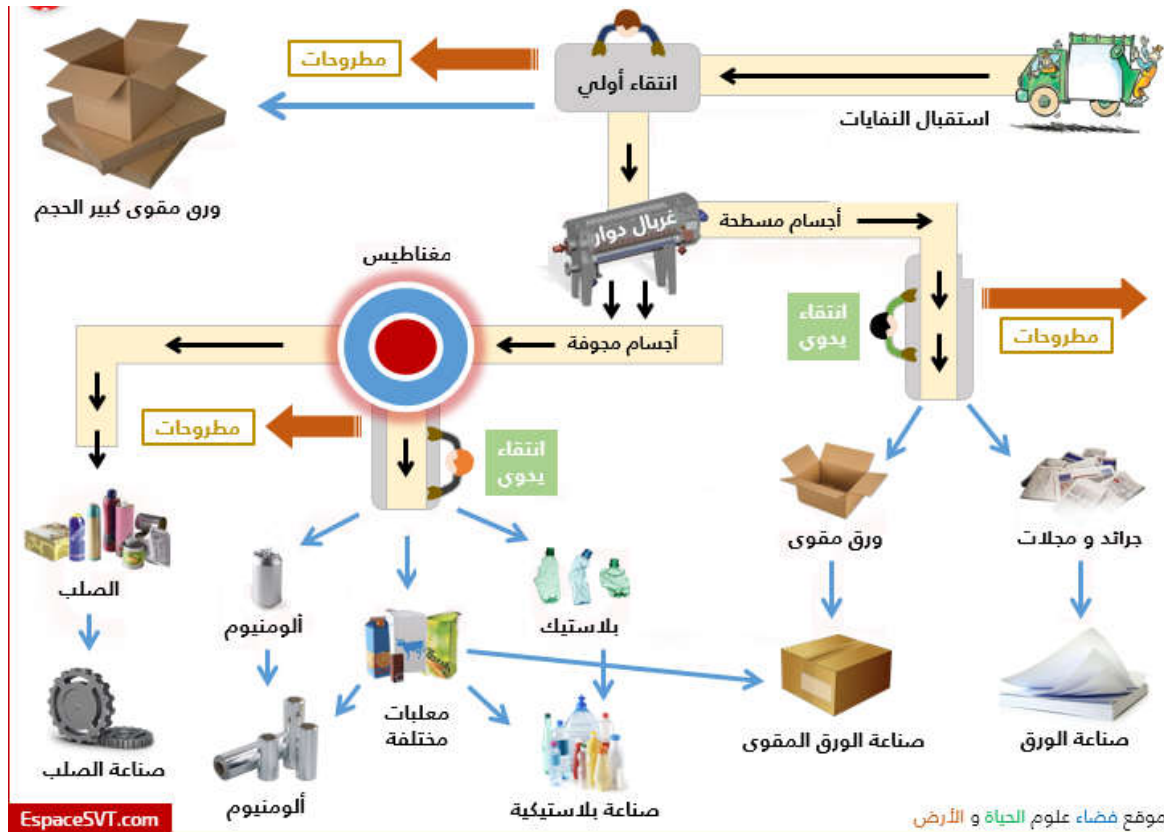 مطروحات
انتقاء أولي
استقبال النفايات
ورق مقوى كبير الحجم
غربال دوار
أجسام مسطحة
مغناطيس
انتقاء
يدوي
مطروحات
أجسام مجوفة
مطروحات
انتقاء
يدوي
جرائد و مجلات
ورق مقوى
بلاستيك
ألومنيوم
الصلب
معلبات
مختلفة
صناعة الورق
صناعة الورق المقوى
صناعة بلاستيكية
ألومنيوم
صناعة الصلب
موقع فضاء علوم الحياة و الأرض
EspaceSVT.com